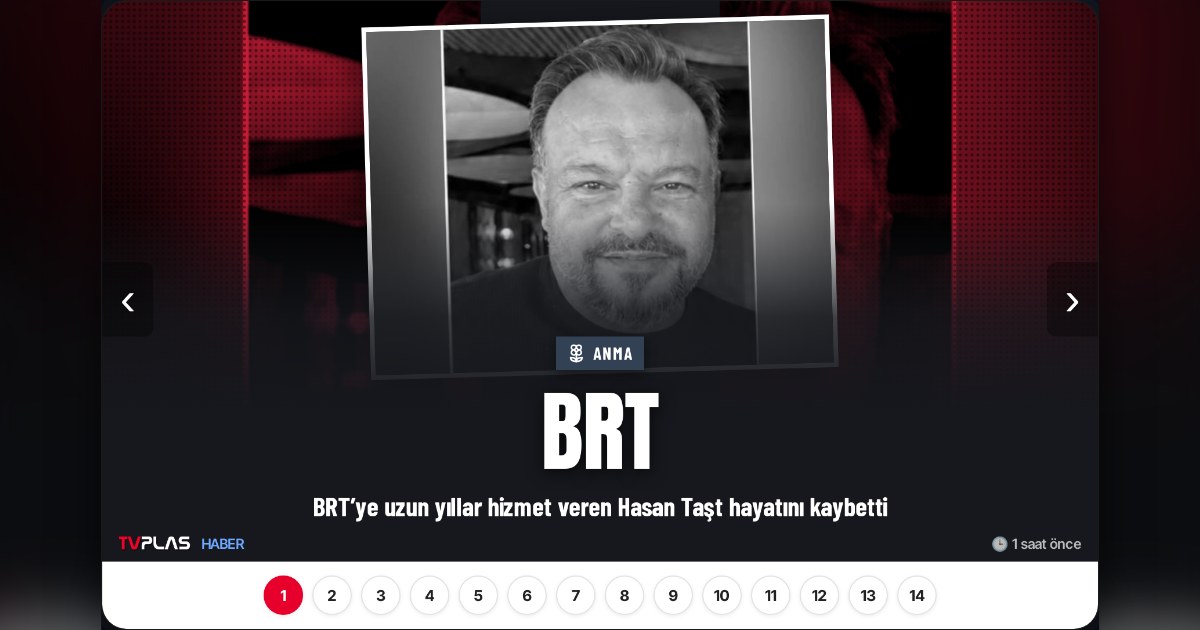 ANMA
BRT
BRT’ye uzun yıllar hizmet veren Hasan Taşt hayatını kaybetti
TVPLAS HABER
1 saat önce
1 2 3 4 5 6 7 8 9 10 11 12 13 14